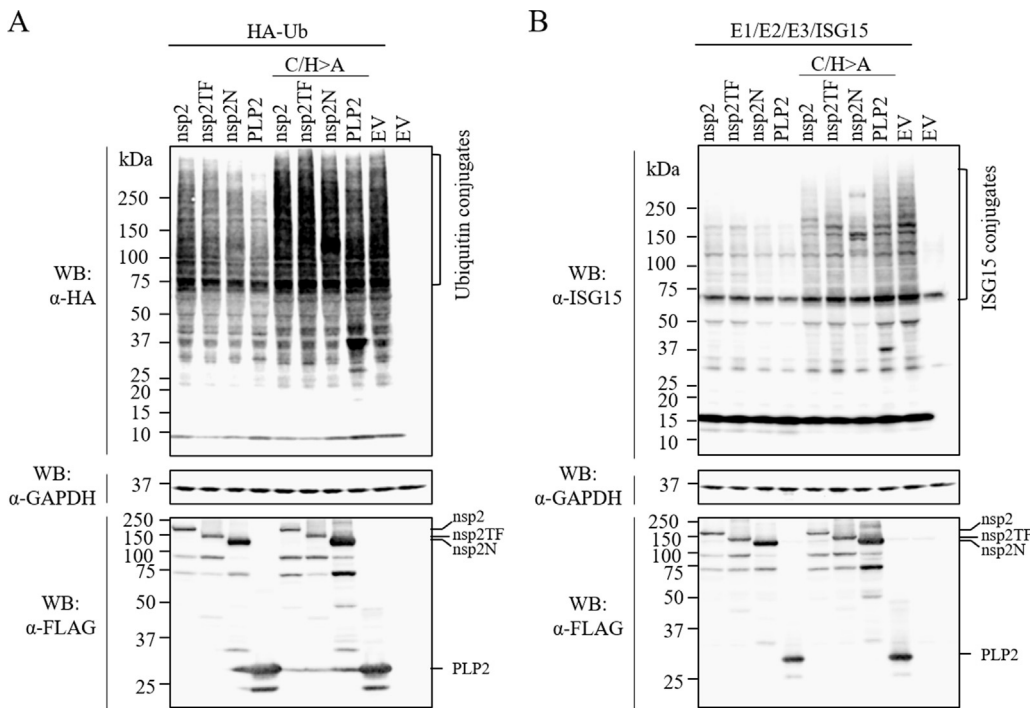 A
HA-Ub
C/H>A
nsp2
nsp2TF
nsp2N
PLP2
nsp2
nsp2TF
nsp2N
PLP2
EV
EV
kDa
250
150
100
75
50
37
25
20
15
10
WB:
α-HA
Ubiquitin conjugates
WB:
α-GAPDH
37
WB:
α-FLAG
250
150
100
75
50
37
25
nsp2
nsp2TF
nsp2N
PLP2
B
E1/E2/E3/ISG15
C/H>A
nsp2
nsp2TF
nsp2N
PLP2
nsp2
nsp2TF
nsp2N
PLP2
EV
EV
kDa
250
150
100
75
50
37
25
20
15
10
WB:
α-ISG15
ISG15 conjugates
WB:
α-GAPDH
37
WB:
α-FLAG
250
150
100
75
50
37
25
nsp2
nsp2TF
nsp2N
PLP2